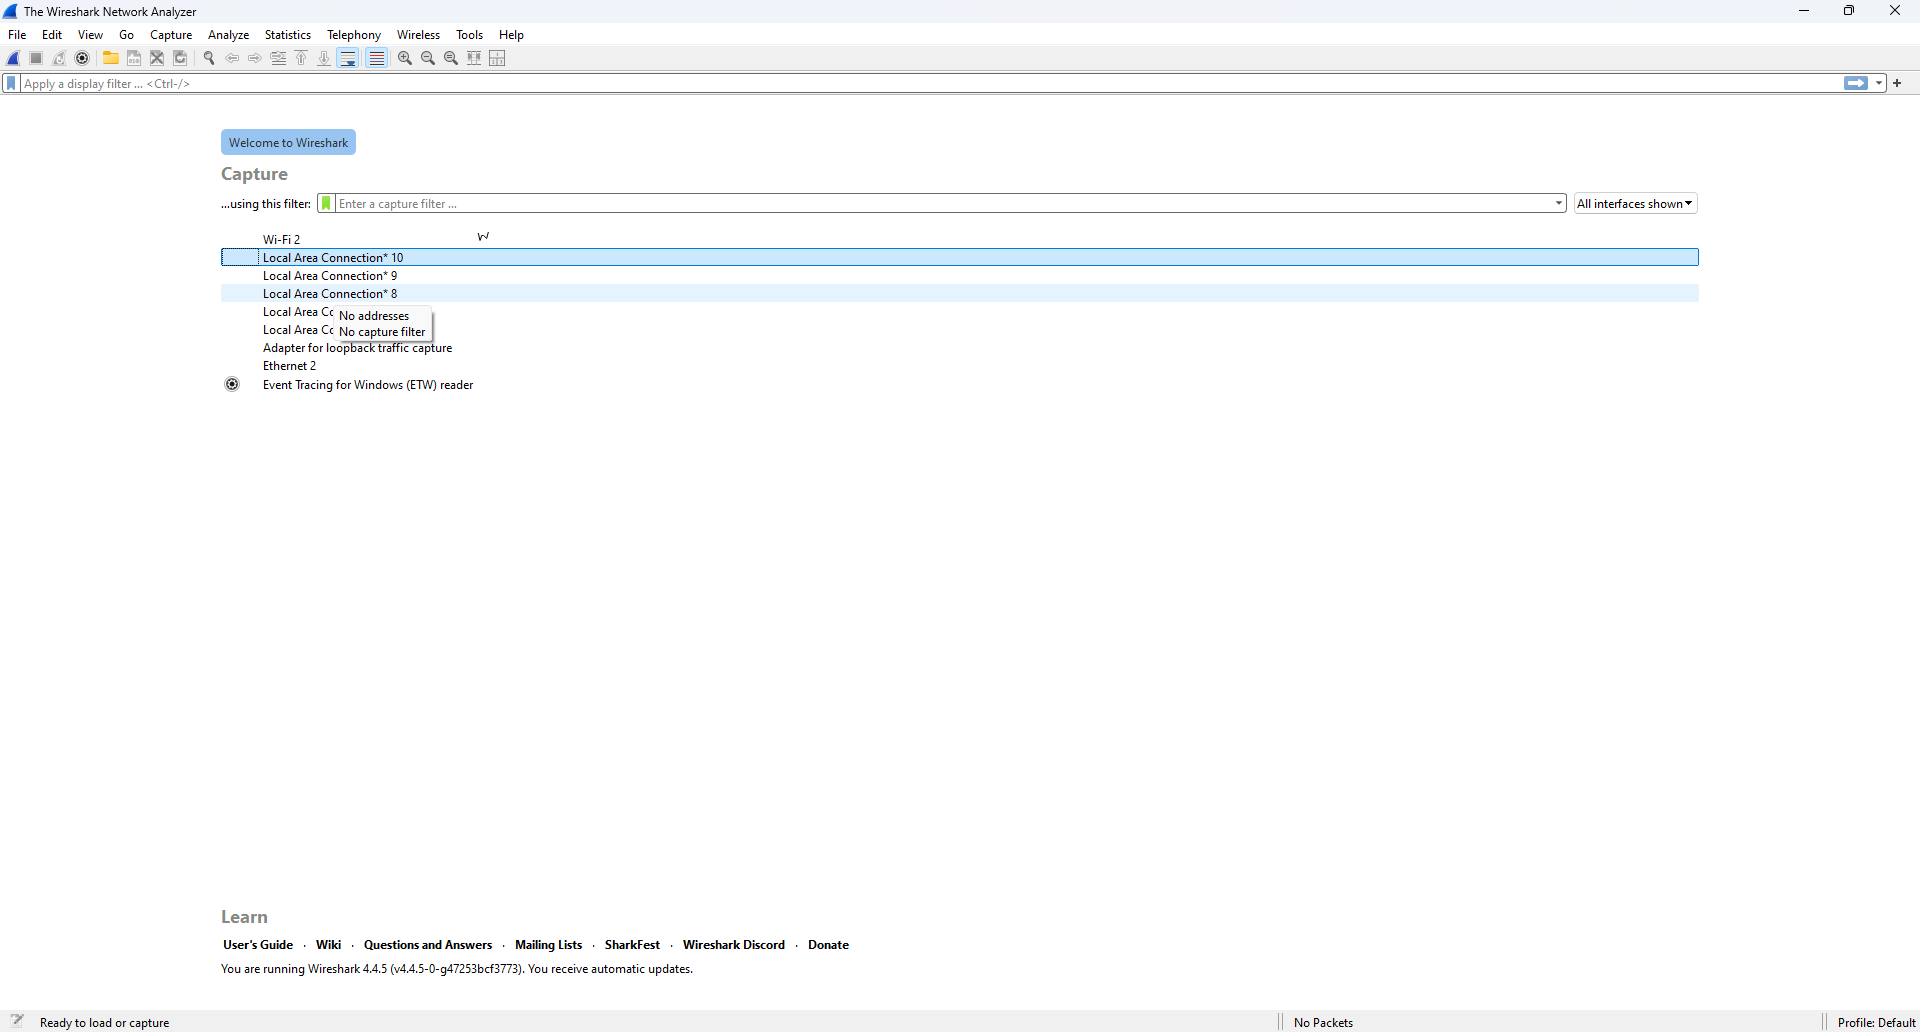 The Wireshark Network Analyzer
File Edit View Go Capture Analyze Statistics Telephony Wireless Tools Help
Apply a display filter ... <Ctrl-/>
Welcome to Wireshark
Capture
...using this filter: Enter a capture filter ... All interfaces shown
Wi-Fi 2
Local Area Connection* 10
Local Area Connection* 9
Local Area Connection* 8
Local Area
Local Area
No addresses
No capture filter
Adapter for loopback traffic capture
Ethernet 2
Event Tracing for Windows (ETW) reader
Learn
User's Guide · Wiki · Questions and Answers · Mailing Lists · SharkFest · Wireshark Discord · Donate
You are running Wireshark 4.4.5 (v4.4.5-0-g47253bcf3773). You receive automatic updates.
Ready to load or capture No Packets Profile: Default